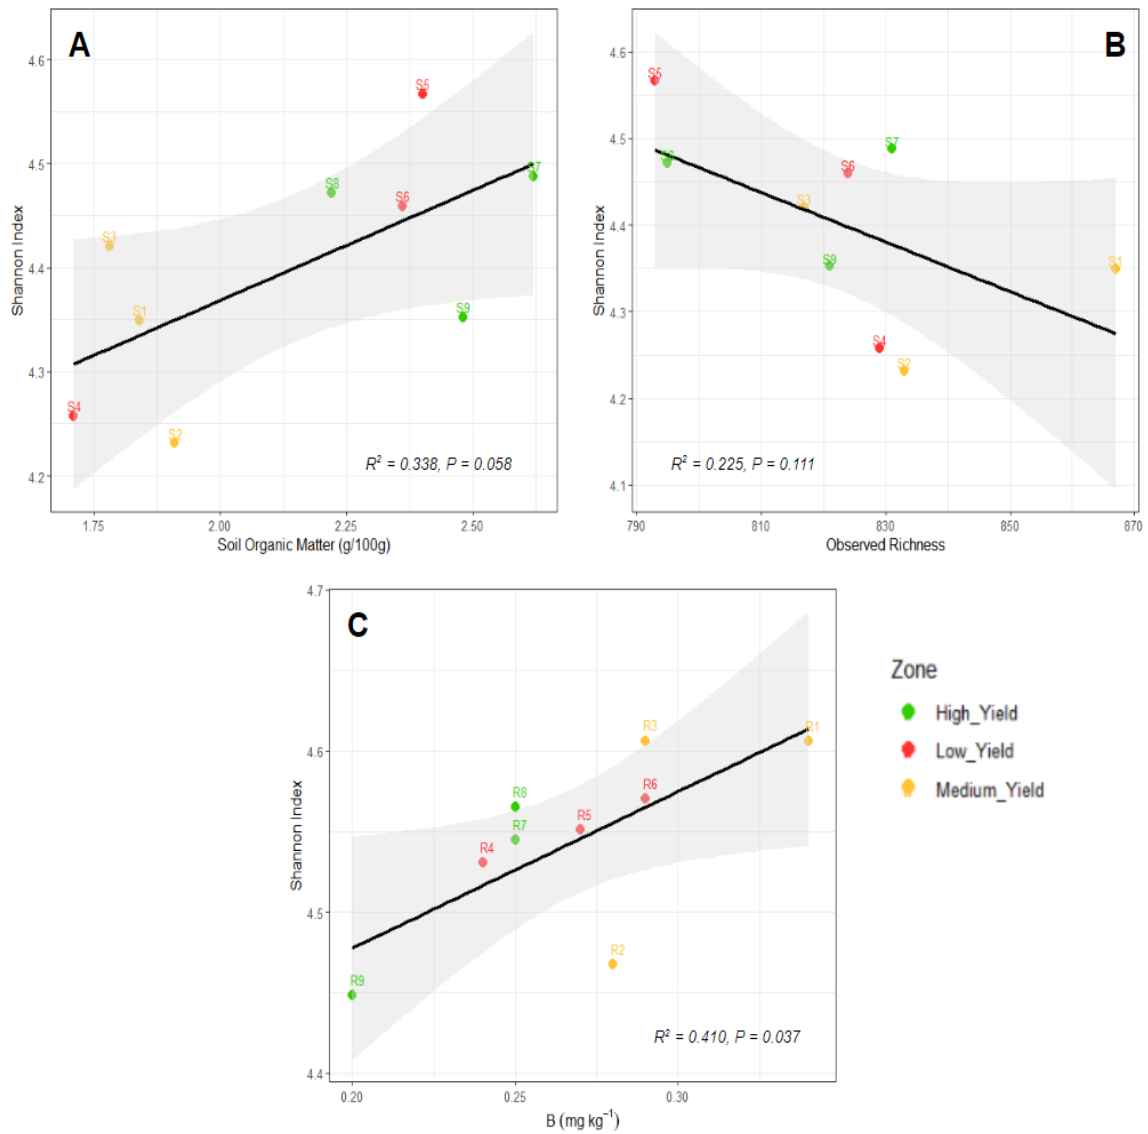 A
4.6
4.5
4.4
4.3
4.2
Shannon Index
S5
S7
S8
S6
S3
S1
S9
S4
S2
R² = 0.338, P = 0.058
1.75 2.00 2.25 2.50
Soil Organic Matter (g/100g)
B
4.6
4.5
4.4
4.3
4.2
4.1
Shannon Index
S5
S7
S8
S6
S3
S9
S1
S4
S2
R² = 0.225, P = 0.111
790 810 830 850 870
Observed Richness
C
4.7
4.6
4.5
4.4
Shannon Index
R3
R1
R6
R8
R5
R7
R4
R2
R9
R² = 0.410, P = 0.037
0.20 0.25 0.30
B (mg kg⁻¹)
Zone
High_Yield
Low_Yield
Medium_Yield